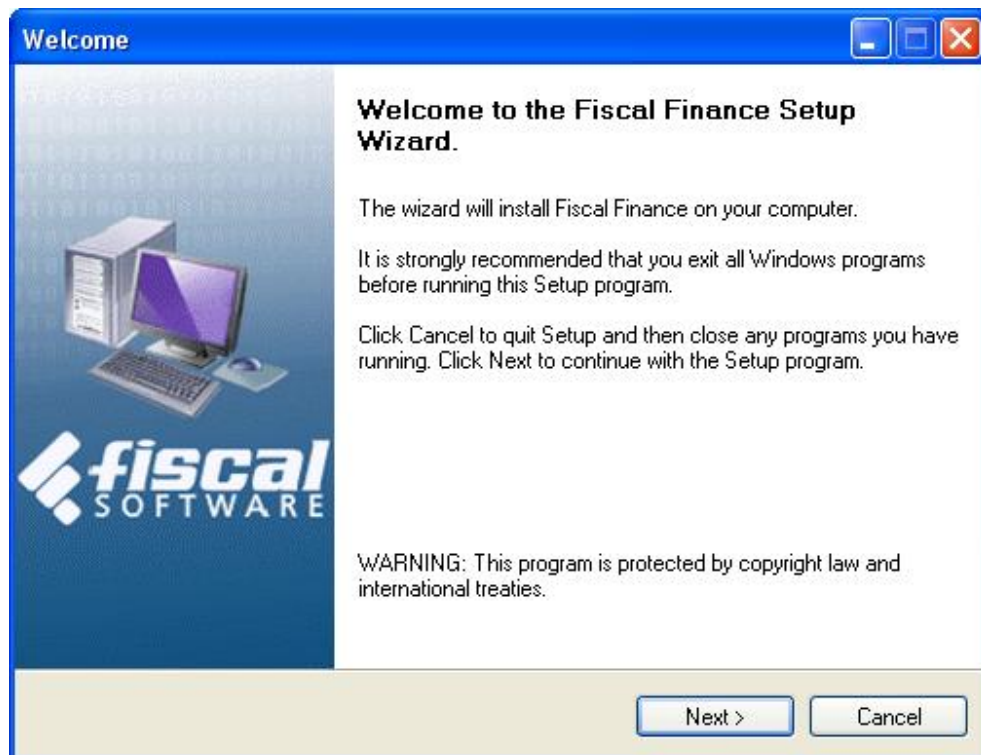 Welcome
Welcome to the Fiscal Finance Setup
Wizard.
The wizard will install Fiscal Finance on your computer.
It is strongly recommended that you exit all Windows programs
before running this Setup program.
Click Cancel to quit Setup and then close any programs you have
running. Click Next to continue with the Setup program.
fiscal
SOFTWARE
WARNING: This program is protected by copyright law and
international treaties.
Next >
Cancel